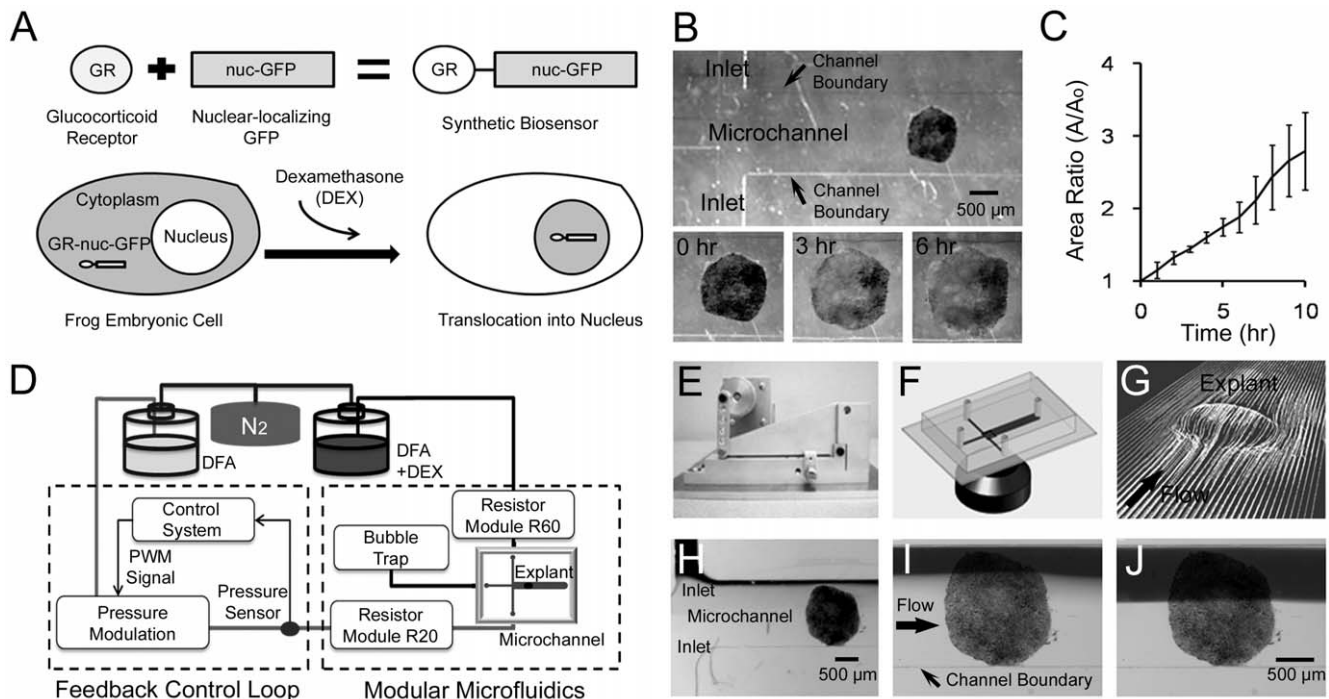 A
GR
nuc-GFP
GR
nuc-GFP
Glucocorticoid
Receptor
Nuclear-localizing
GFP
Synthetic Biosensor
Dexamethasone
(DEX)
Cytoplasm
Nucleus
GR-nuc-GFP
Frog Embryonic Cell
Translocation into Nucleus
B
Inlet
Channel
Boundary
Microchannel
Inlet
Channel
Boundary
500 µm
0 hr
3 hr
6 hr
C
Area Ratio (A/A₀)
4
3
2
1
0
5
10
Time (hr)
D
N₂
DFA
DFA
+DEX
Control
System
PWM
Signal
Pressure
Sensor
Pressure
Modulation
Feedback Control Loop
Resistor
Module R60
Bubble
Trap
Explant
Resistor
Module R20
Microchannel
Modular Microfluidics
E
F
G
Explant
Flow
H
Inlet
Microchannel
Inlet
500 µm
I
Flow
Channel Boundary
J
500 µm